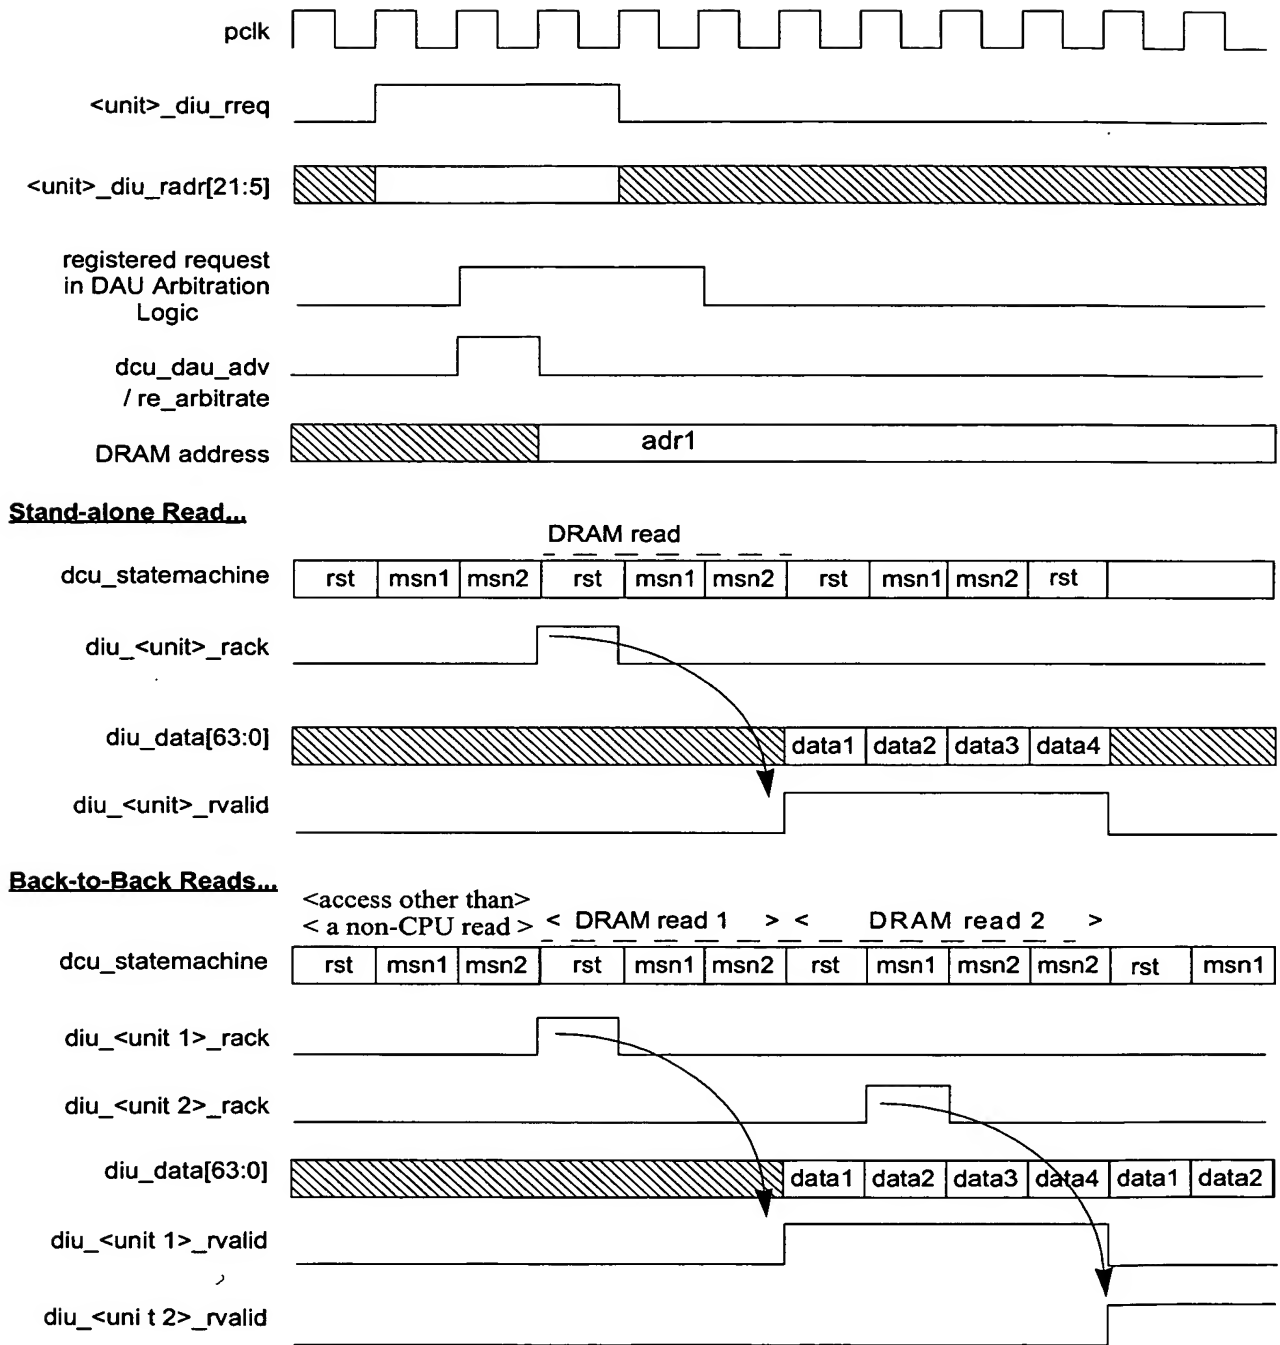 pclk
<unit>_diu_rreq
<unit>_diu_radr[21:5]
registered request
in DAU Arbitration
Logic
dcu_dau_adv
/ re_arbitrate
DRAM address
adr1
Stand-alone Read...
DRAM read
dcu_statemachine rst msn1 msn2 rst msn1 msn2 rst msn1 msn2 rst
diu_<unit>_rack
diu_data[63:0] data1 data2 data3 data4
diu_<unit>_rvalid
Back-to-Back Reads...
<access other than>
< a non-CPU read > < DRAM read 1 > < DRAM read 2 >
dcu_statemachine rst msn1 msn2 rst msn1 msn2 rst msn1 msn2 msn2 rst msn1
diu_<unit 1>_rack
diu_<unit 2>_rack
diu_data[63:0] data1 data2 data3 data4 data1 data2
diu_<unit 1>_rvalid
diu_<uni t 2>_rvalid